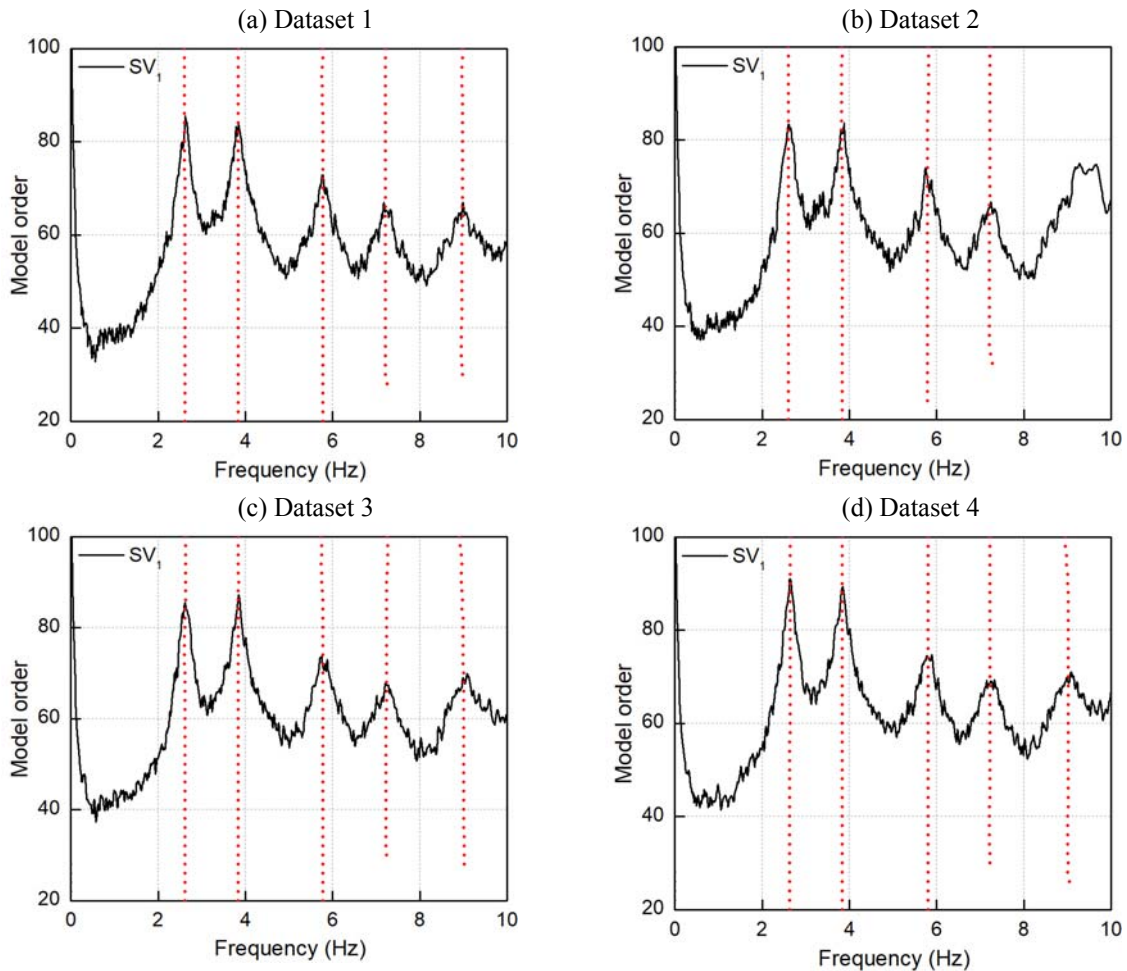 (a) Dataset 1
SV1
Model order
100
80
60
40
20
0 2 4 6 8 10
Frequency (Hz)
(b) Dataset 2
SV1
Model order
100
80
60
40
20
0 2 4 6 8 10
Frequency (Hz)
(c) Dataset 3
SV1
Model order
100
80
60
40
20
0 2 4 6 8 10
Frequency (Hz)
(d) Dataset 4
SV1
Model order
100
80
60
40
20
0 2 4 6 8 10
Frequency (Hz)